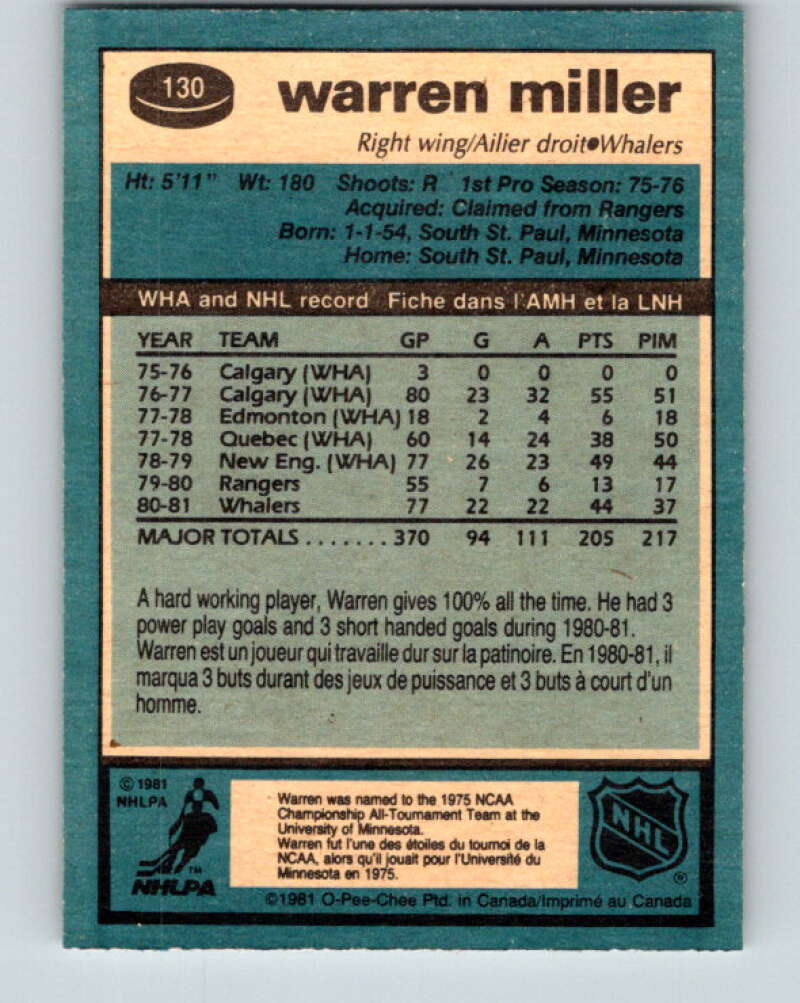 130
warren miller
Right wing/Ailier droit•Whalers
Ht: 5'11" Wt: 180 Shoots: R 1st Pro Season: 75-76
Acquired: Claimed from Rangers
Born: 1-1-54, South St. Paul, Minnesota
Home: South St. Paul, Minnesota
WHA and NHL record Fiche dans l'AMH et la LNH
YEAR TEAM GP G A PTS PIM
75-76 Calgary (WHA) 3 0 0 0 0
76-77 Calgary (WHA) 80 23 32 55 51
77-78 Edmonton (WHA) 18 2 4 6 18
77-78 Quebec (WHA) 60 14 24 38 50
78-79 New Eng. (WHA) 77 26 23 49 44
79-80 Rangers 55 7 6 13 17
80-81 Whalers 77 22 22 44 37
MAJOR TOTALS.......370 94 111 205 217
A hard working player, Warren gives 100% all the time. He had 3
power play goals and 3 short handed goals during 1980-81.
Warren est un joueur qui travaille dur sur la patinoire. En 1980-81, il
marqua 3 buts durant des jeux de puissance et 3 buts à court d'un
homme.
© 1981
NHLPA
TM
NHLPA
Warren was named to the 1975 NCAA
Championship All-Tournament Team at the
University of Minnesota.
Warren fut l'une des étoiles du tournoi de la
NCAA, alors qu'il jouait pour l'Université du
Minnesota en 1975.
NHL
®
©1981 O-Pee-Chee Ptd. in Canada/Imprimé au Canada